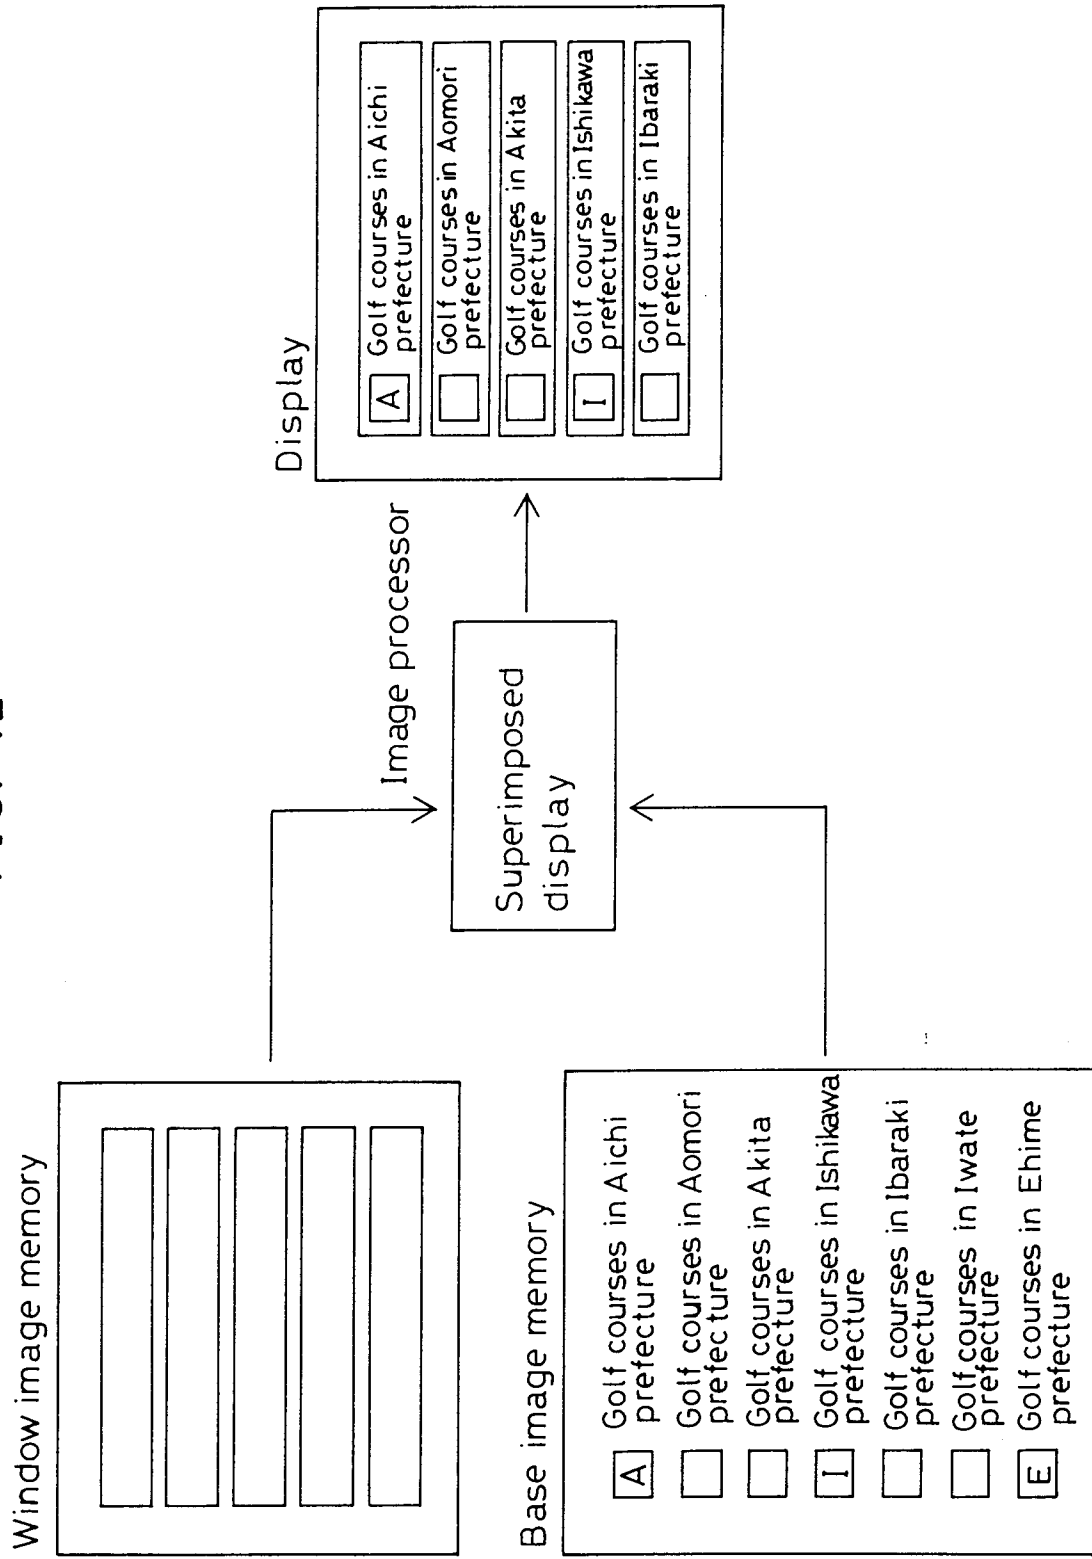 Window image memory
Base image memory
A Golf courses in Aichi
prefecture
Golf courses in Aomori
prefecture
Golf courses in Akita
prefecture
I Golf courses in Ishikawa
prefecture
Golf courses in Ibaraki
prefecture
Golf courses in Iwate
prefecture
E Golf courses in Ehime
prefecture
Image processor
Superimposed
display
Display
A Golf courses in Aichi
prefecture
Golf courses in Aomori
prefecture
Golf courses in Akita
prefecture
I Golf courses in Ishikawa
prefecture
Golf courses in Ibaraki
prefecture